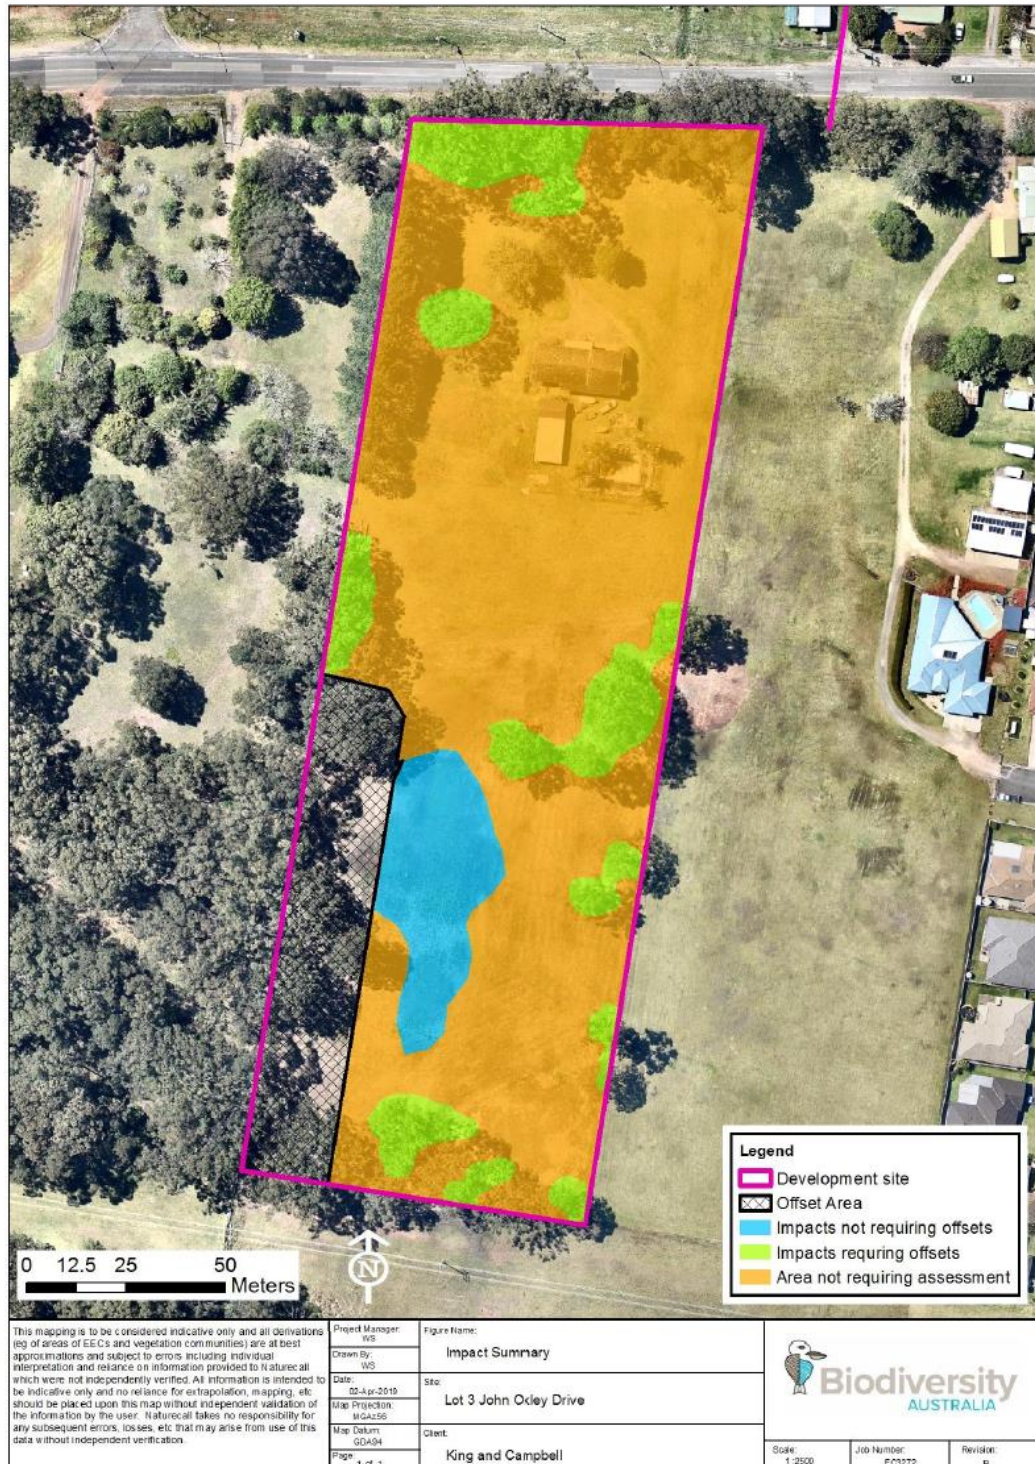 Legend
Development site
Offset Area
Impacts not requiring offsets
Impacts requring offsets
Area not requiring assessment
0 12.5 25 50
Meters
N
This mapping is to be considered indicative only and all derivations
(eg of areas of EECs and vegetation communities) are at best
approximations and subject to errors including individual
interpretation and reliance on information provided to Naturecall
which were not independently verified. All information is intended to
be indicative only and no reliance for extrapolation, mapping, etc
should be placed upon this map without independent validation of
the information by the user. Naturecall takes no responsibility for
any subsequent errors, losses, etc that may arise from use of this
data without independent verification.
Project Manager:
WS
Drawn By:
WS
Date:
02-Apr-2019
Map Projection:
MGAz56
Map Datum:
GDA94
Page:
Figure Name:
Impact Summary
Site:
Lot 3 John Oxley Drive
Client:
King and Campbell
Biodiversity
AUSTRALIA
Scale:
1:2500
Job Number:
Revision: